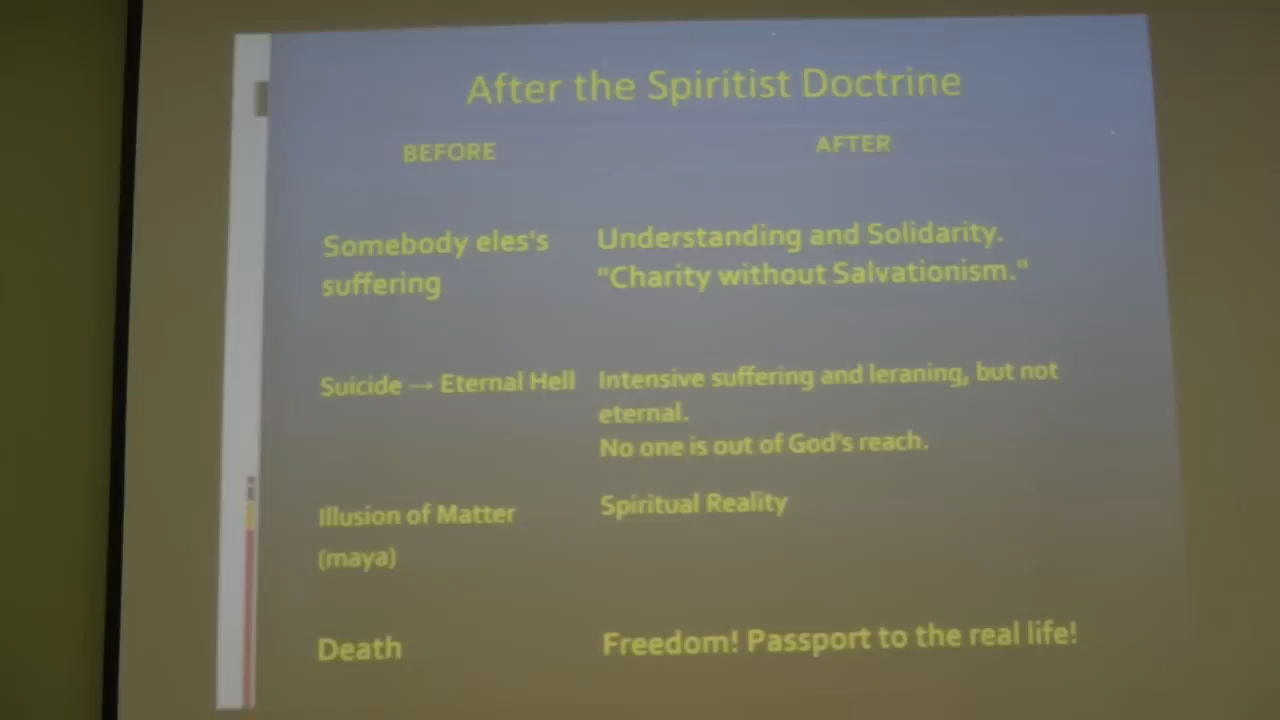 After the Spiritist Doctrine
BEFORE
AFTER
Somebody eles's
suffering
Understanding and Solidarity.
"Charity without Salvationism."
Suicide → Eternal Hell
Intensive suffering and leraning, but not
eternal.
No one is out of God's reach.
Illusion of Matter
(maya)
Spiritual Reality
Death
Freedom! Passport to the real life!